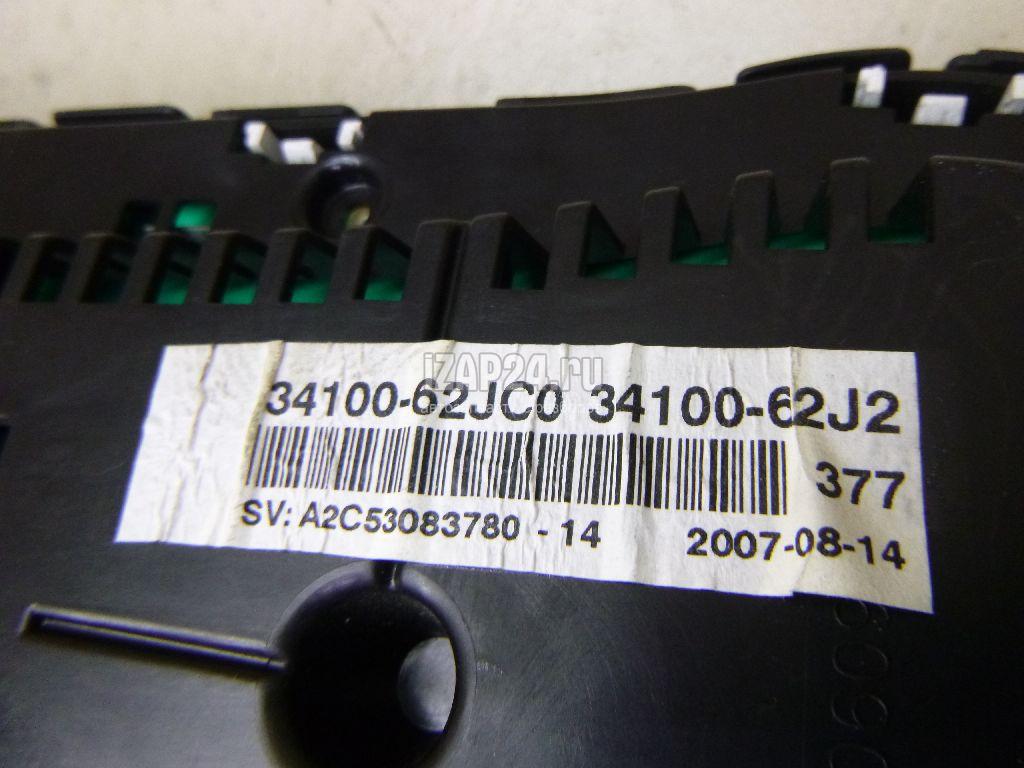 iZAP24.ru
34100-62JC0 34100-62J2
377
SV: A2C53083780 - 14 2007-08-14